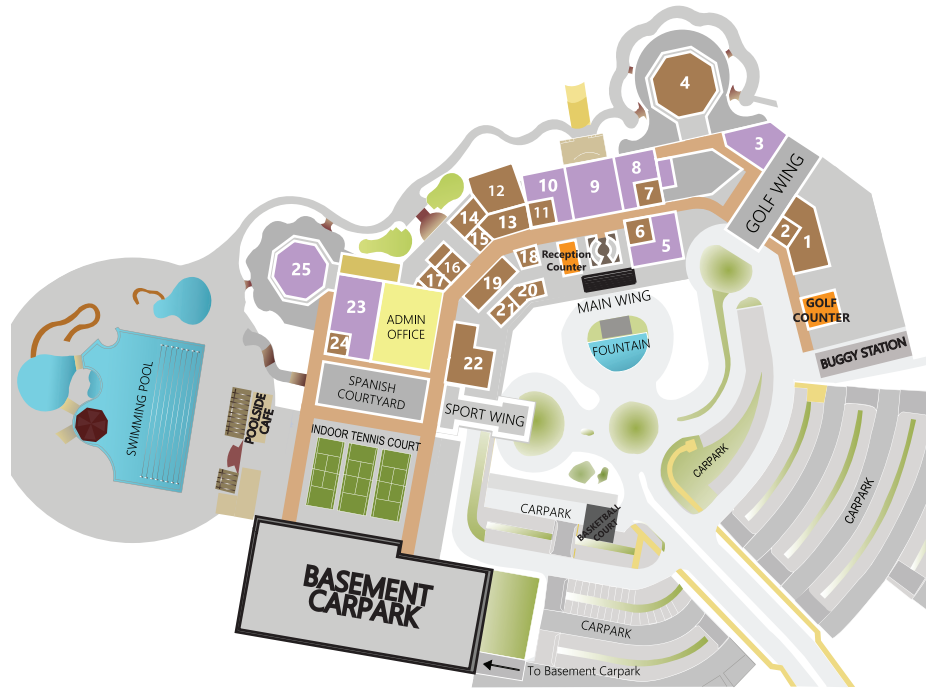 4
3
GOLF WING
8
7
9
10
11
12
13
14
15
16
17
18
19
20
21
6
5
2
1
Reception
Counter
MAIN WING
GOLF
COUNTER
BUGGY STATION
FOUNTAIN
25
23
24
ADMIN
OFFICE
22
SPANISH
COURTYARD
SPORT WING
SWIMMING POOL
POOLSIDE
CAFE
INDOOR TENNIS COURT
CARPARK
CARPARK
CARPARK
BASKETBALL
COURT
BASEMENT
CARPARK
CARPARK
To Basement Carpark